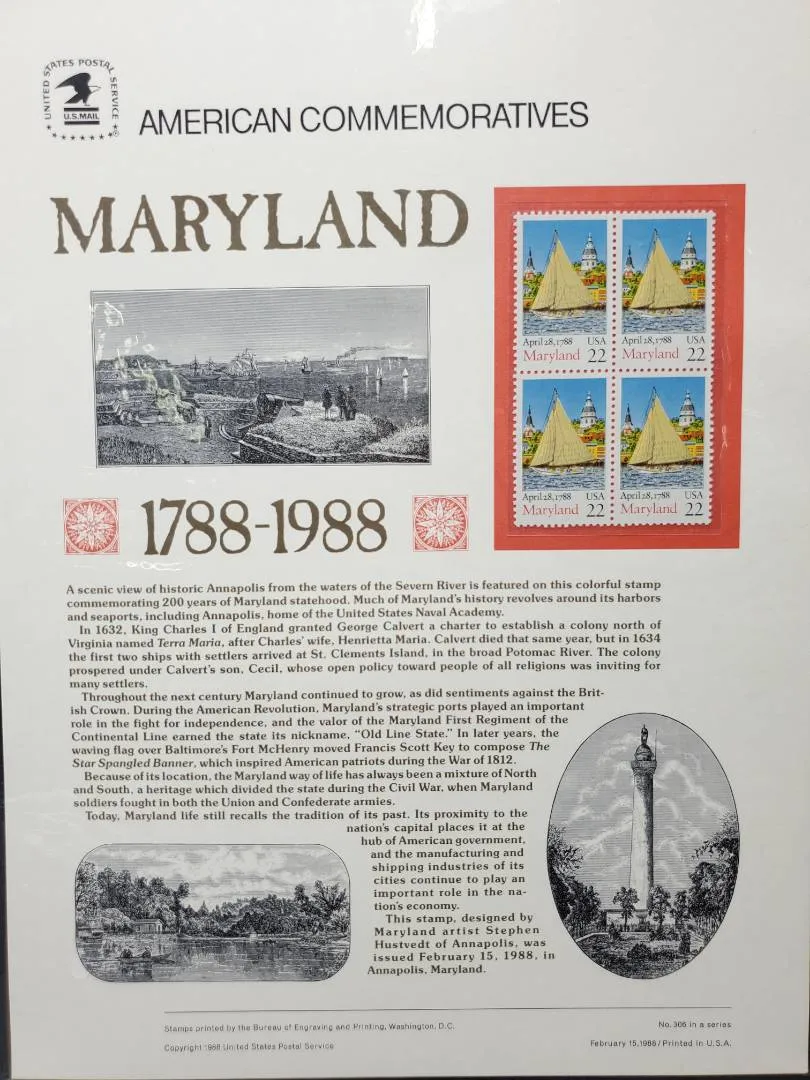 UNITED STATES POSTAL SERVICE
U.S.MAIL
®
AMERICAN COMMEMORATIVES
MARYLAND
April 28, 1788 USA
Maryland 22
April 28, 1788 USA
Maryland 22
April 28, 1788 USA
Maryland 22
April 28, 1788 USA
Maryland 22
1788-1988
A scenic view of historic Annapolis from the waters of the Severn River is featured on this colorful stamp
commemorating 200 years of Maryland statehood. Much of Maryland's history revolves around its harbors
and seaports, including Annapolis, home of the United States Naval Academy.
In 1632, King Charles I of England granted George Calvert a charter to establish a colony north of
Virginia named Terra Maria, after Charles' wife, Henrietta Maria. Calvert died that same year, but in 1634
the first two ships with settlers arrived at St. Clements Island, in the broad Potomac River. The colony
prospered under Calvert's son, Cecil, whose open policy toward people of all religions was inviting for
many settlers.
Throughout the next century Maryland continued to grow, as did sentiments against the Brit-
ish Crown. During the American Revolution, Maryland's strategic ports played an important
role in the fight for independence, and the valor of the Maryland First Regiment of the
Continental Line earned the state its nickname, "Old Line State." In later years, the
waving flag over Baltimore's Fort McHenry moved Francis Scott Key to compose The
Star Spangled Banner, which inspired American patriots during the War of 1812.
Because of its location, the Maryland way of life has always been a mixture of North
and South, a heritage which divided the state during the Civil War, when Maryland
soldiers fought in both the Union and Confederate armies.
Today, Maryland life still recalls the tradition of its past. Its proximity to the
nation's capital places it at the
hub of American government,
and the manufacturing and
shipping industries of its
cities continue to play an
important role in the na-
tion's economy.
This stamp, designed by
Maryland artist Stephen
Hustvedt of Annapolis, was
issued February 15, 1988, in
Annapolis, Maryland.
Stamps printed by the Bureau of Engraving and Printing, Washington, D.C.
Copyright 1988 United States Postal Service
No. 306 in a series
February 15, 1988 / Printed in U.S.A.